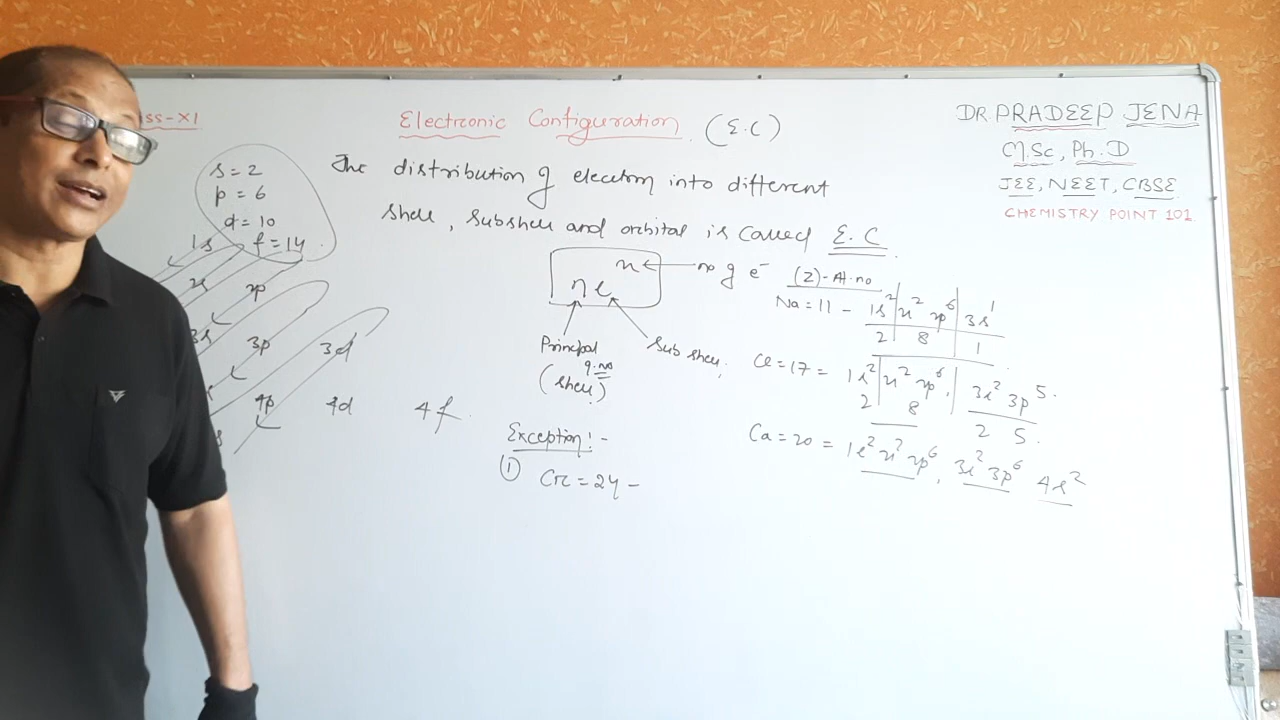 ss-XI
Electronic Configuration (E.C)
DR. PRADEEP JENA
M.Sc, Ph.D
JEE, NEET, CBSE
CHEMISTRY POINT 101
s = 2
p = 6
d = 10
f = 14
The distribution of electron into different
shell, subshell and orbital is called E.C
1s
2s 2p
3s 3p 3d
4p 4d 4f
s
n ← no of e⁻
nl
Principal
q.no
(shell)
Sub shell
(Z)-At.no
Na = 11 - 1s² 2s² 2p⁶ 3s¹
2 8 1
Cl = 17 = 1s² 2s² 2p⁶, 3s² 3p⁵.
2 8 2 5.
Ca = 20 = 1s² 2s² 2p⁶, 3s² 3p⁶ 4s²
Exception! -
① Cr = 24 -